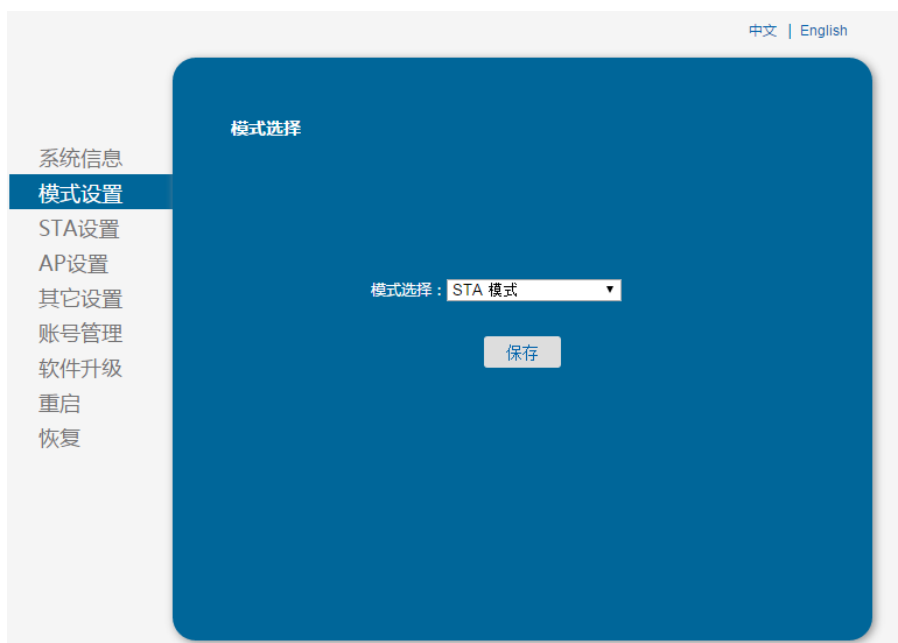 中文 | English
模式选择
系统信息
模式设置
STA设置
AP设置
其它设置
账号管理
软件升级
重启
恢复
模式选择：STA 模式
保存